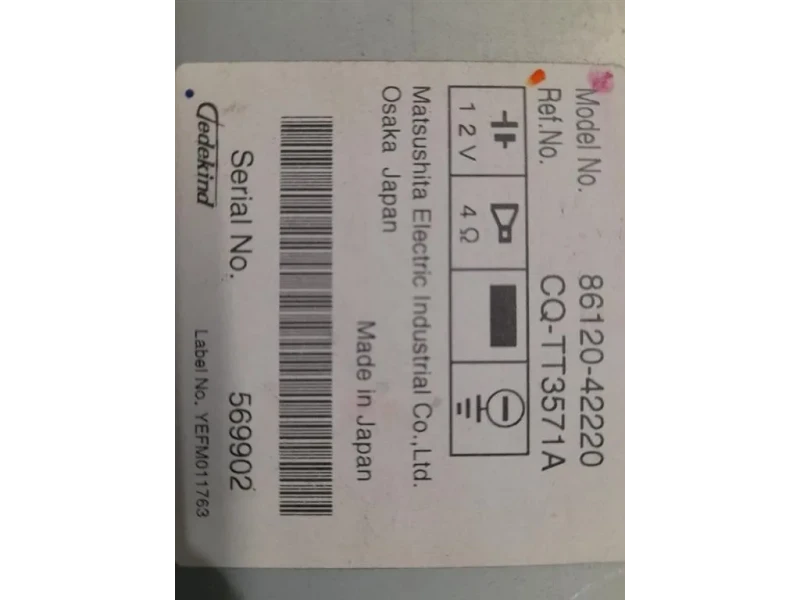 Model No. 86120-42220
Ref.No. CQ-TT3571A
12V 4Ω
Matsushita Electric Industrial Co.,Ltd.
Osaka Japan
Made in Japan
Serial No. 569902
Dedekind
Label No. YEFM011763